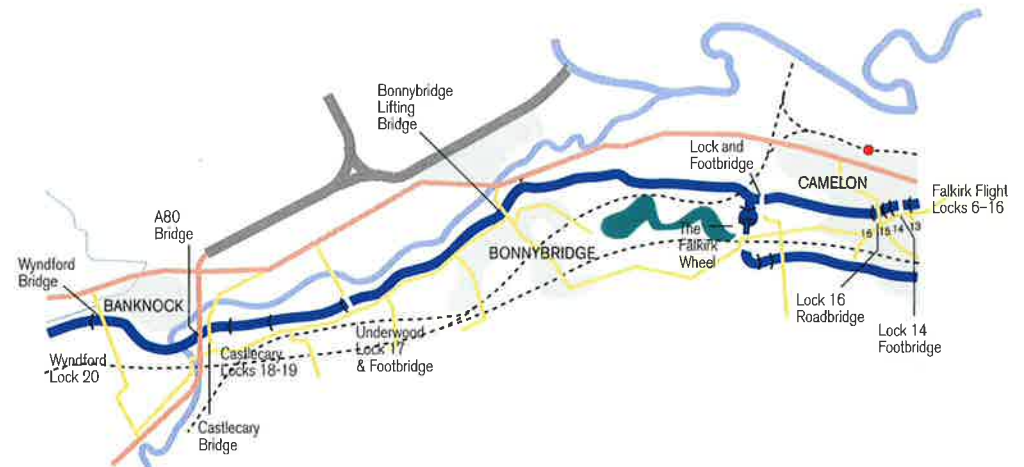 Bonnybridge
Lifting
Bridge
Lock and
Footbridge
CAMELON
Falkirk Flight
Locks 6–16
A80
Bridge
The
Falkirk
Wheel
16
15
14
13
BONNYBRIDGE
Wyndford
Bridge
BANKNOCK
Lock 16
Roadbridge
Lock 14
Footbridge
Underwood
Lock 17
& Footbridge
Wyndford
Lock 20
Castlecary
Locks 18-19
Castlecary
Bridge